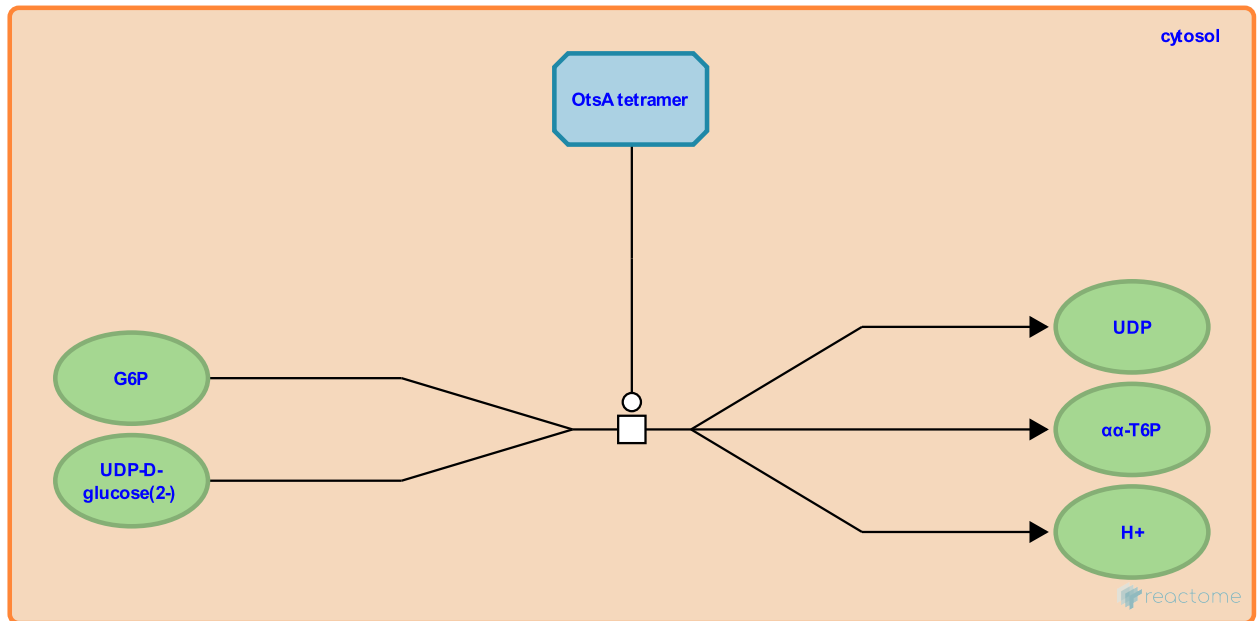 cytosol
OtsA tetramer
UDP
G6P
αα-T6P
UDP-D-
glucose(2-)
H+
reactome